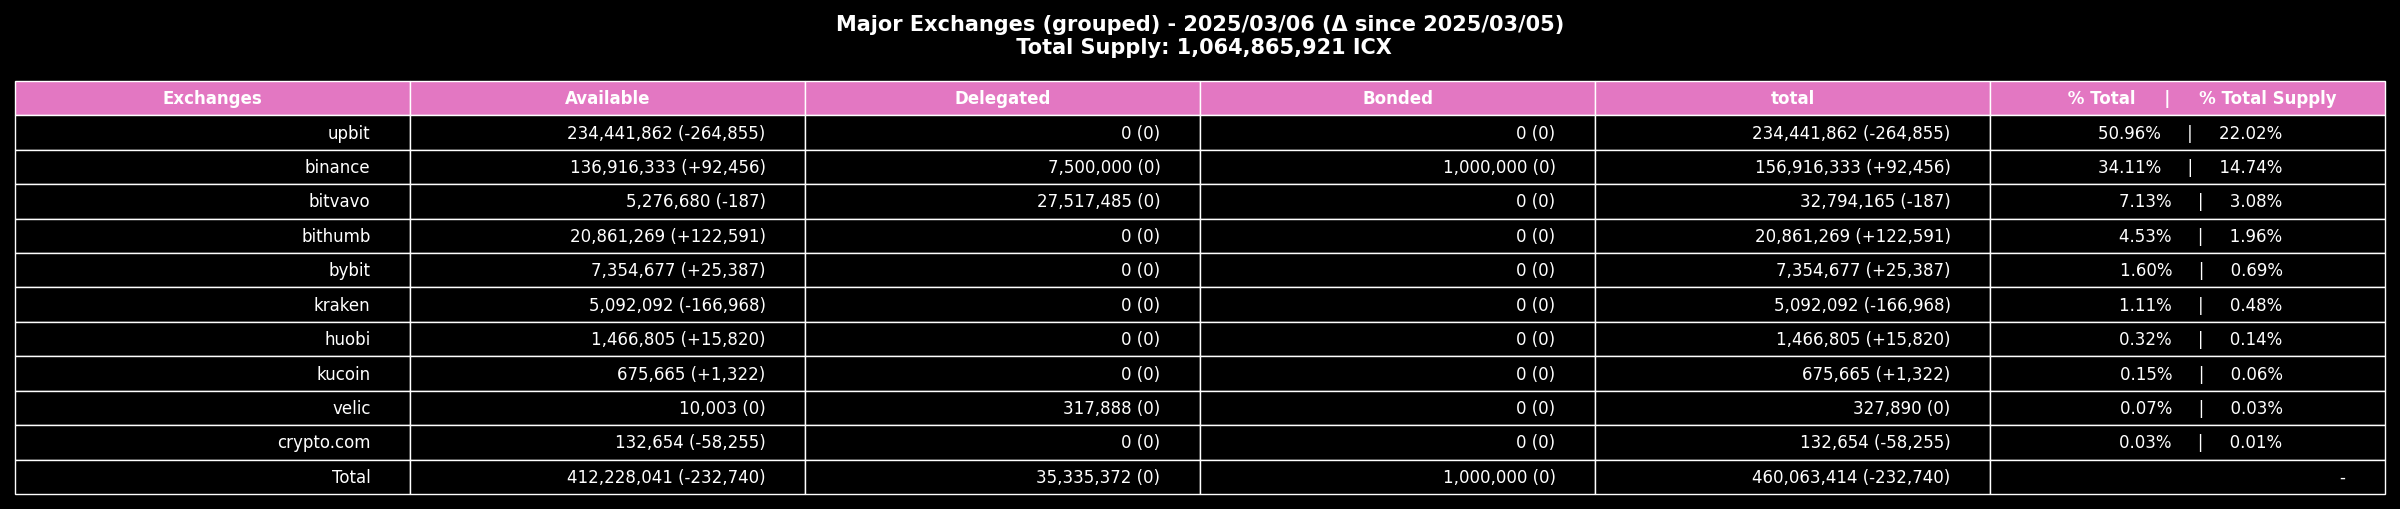 Major Exchanges (grouped) - 2025/03/06 (Δ since 2025/03/05)
Total Supply: 1,064,865,921 ICX
Exchanges Available Delegated Bonded total % Total | % Total Supply
upbit 234,441,862 (-264,855) 0 (0) 0 (0) 234,441,862 (-264,855) 50.96% | 22.02%
binance 136,916,333 (+92,456) 7,500,000 (0) 1,000,000 (0) 156,916,333 (+92,456) 34.11% | 14.74%
bitvavo 5,276,680 (-187) 27,517,485 (0) 0 (0) 32,794,165 (-187) 7.13% | 3.08%
bithumb 20,861,269 (+122,591) 0 (0) 0 (0) 20,861,269 (+122,591) 4.53% | 1.96%
bybit 7,354,677 (+25,387) 0 (0) 0 (0) 7,354,677 (+25,387) 1.60% | 0.69%
kraken 5,092,092 (-166,968) 0 (0) 0 (0) 5,092,092 (-166,968) 1.11% | 0.48%
huobi 1,466,805 (+15,820) 0 (0) 0 (0) 1,466,805 (+15,820) 0.32% | 0.14%
kucoin 675,665 (+1,322) 0 (0) 0 (0) 675,665 (+1,322) 0.15% | 0.06%
velic 10,003 (0) 317,888 (0) 0 (0) 327,890 (0) 0.07% | 0.03%
crypto.com 132,654 (-58,255) 0 (0) 0 (0) 132,654 (-58,255) 0.03% | 0.01%
Total 412,228,041 (-232,740) 35,335,372 (0) 1,000,000 (0) 460,063,414 (-232,740) -